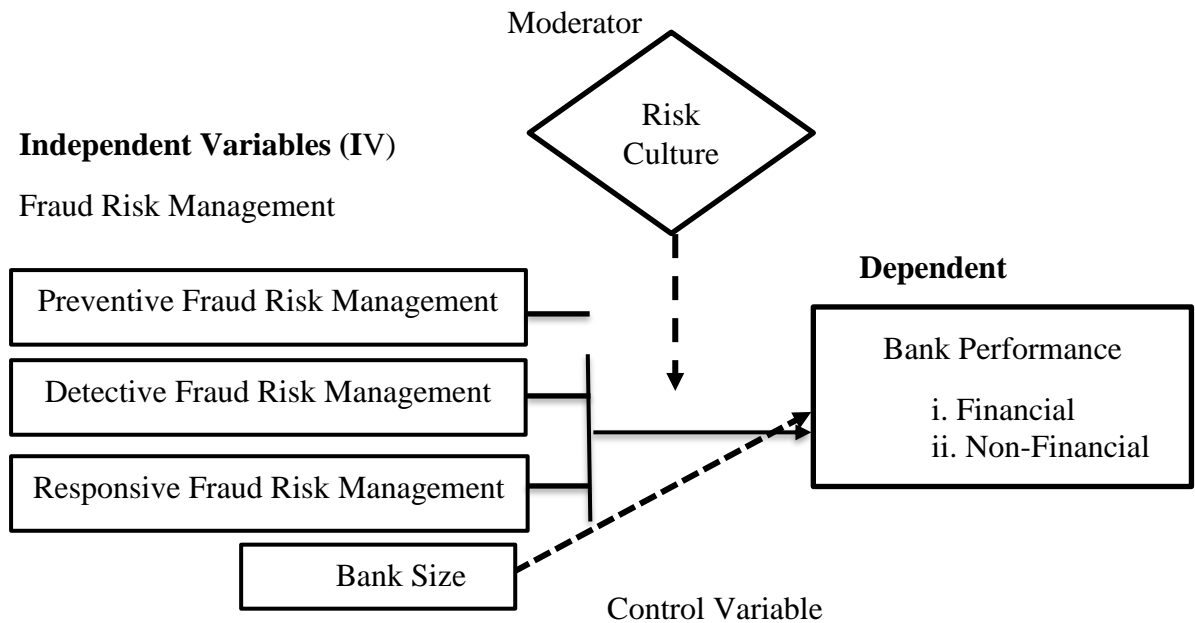 Moderator
Risk
Culture
Independent Variables (IV)
Fraud Risk Management
Dependent
Preventive Fraud Risk Management
Detective Fraud Risk Management
Responsive Fraud Risk Management
Bank Performance
i. Financial
ii. Non-Financial
Bank Size
Control Variable